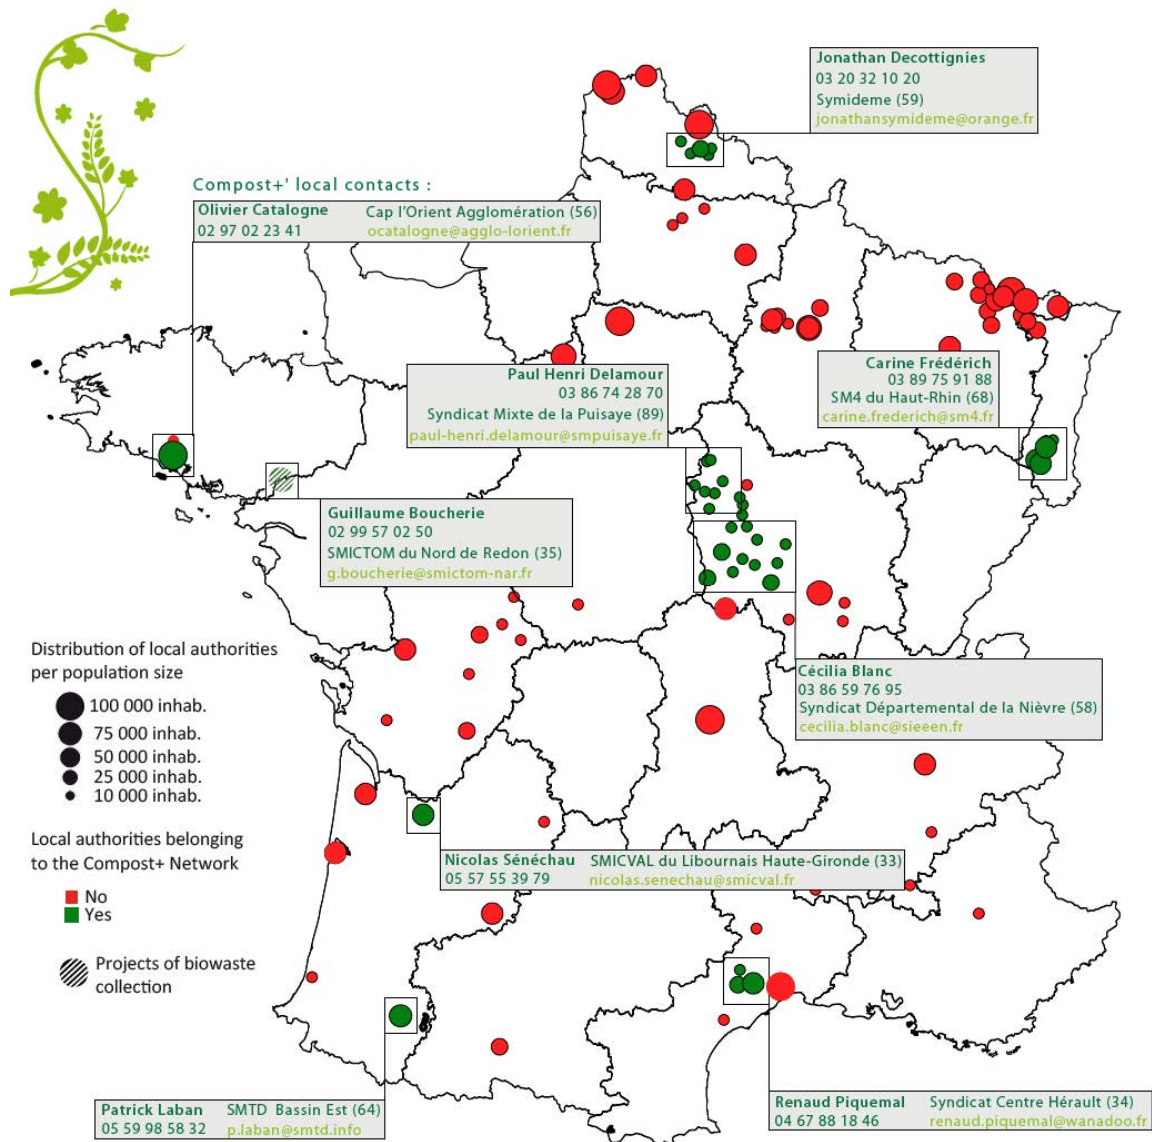 Jonathan Decottignies
03 20 32 10 20
Symideme (59)
jonathansymideme@orange.fr
Compost+' local contacts :
Olivier Catalogne Cap l'Orient Agglomération (56)
02 97 02 23 41 ocatalogne@agglo-lorient.fr
Paul Henri Delamour
03 86 74 28 70
Syndicat Mixte de la Puisaye (89)
paul-henri.delamour@smpuisaye.fr
Carine Frédérich
03 89 75 91 88
SM4 du Haut-Rhin (68)
carine.frederich@sm4.fr
Guillaume Boucherie
02 99 57 02 50
SMICTOM du Nord de Redon (35)
g.boucherie@smictom-nar.fr
Distribution of local authorities
per population size
100 000 inhab.
75 000 inhab.
50 000 inhab.
25 000 inhab.
10 000 inhab.
Cécilia Blanc
03 86 59 76 95
Syndicat Départemental de la Nièvre (58)
cecilia.blanc@sieeen.fr
Local authorities belonging
to the Compost+ Network
No
Yes
Nicolas Sénéchau SMICVAL du Libournais Haute-Gironde (33)
05 57 55 39 79 nicolas.senechau@smicval.fr
Projects of biowaste
collection
Patrick Laban SMTD Bassin Est (64)
05 59 98 58 32 p.laban@smtd.info
Renaud Piquemal Syndicat Centre Hérault (34)
04 67 88 18 46 renaud.piquemal@wanadoo.fr